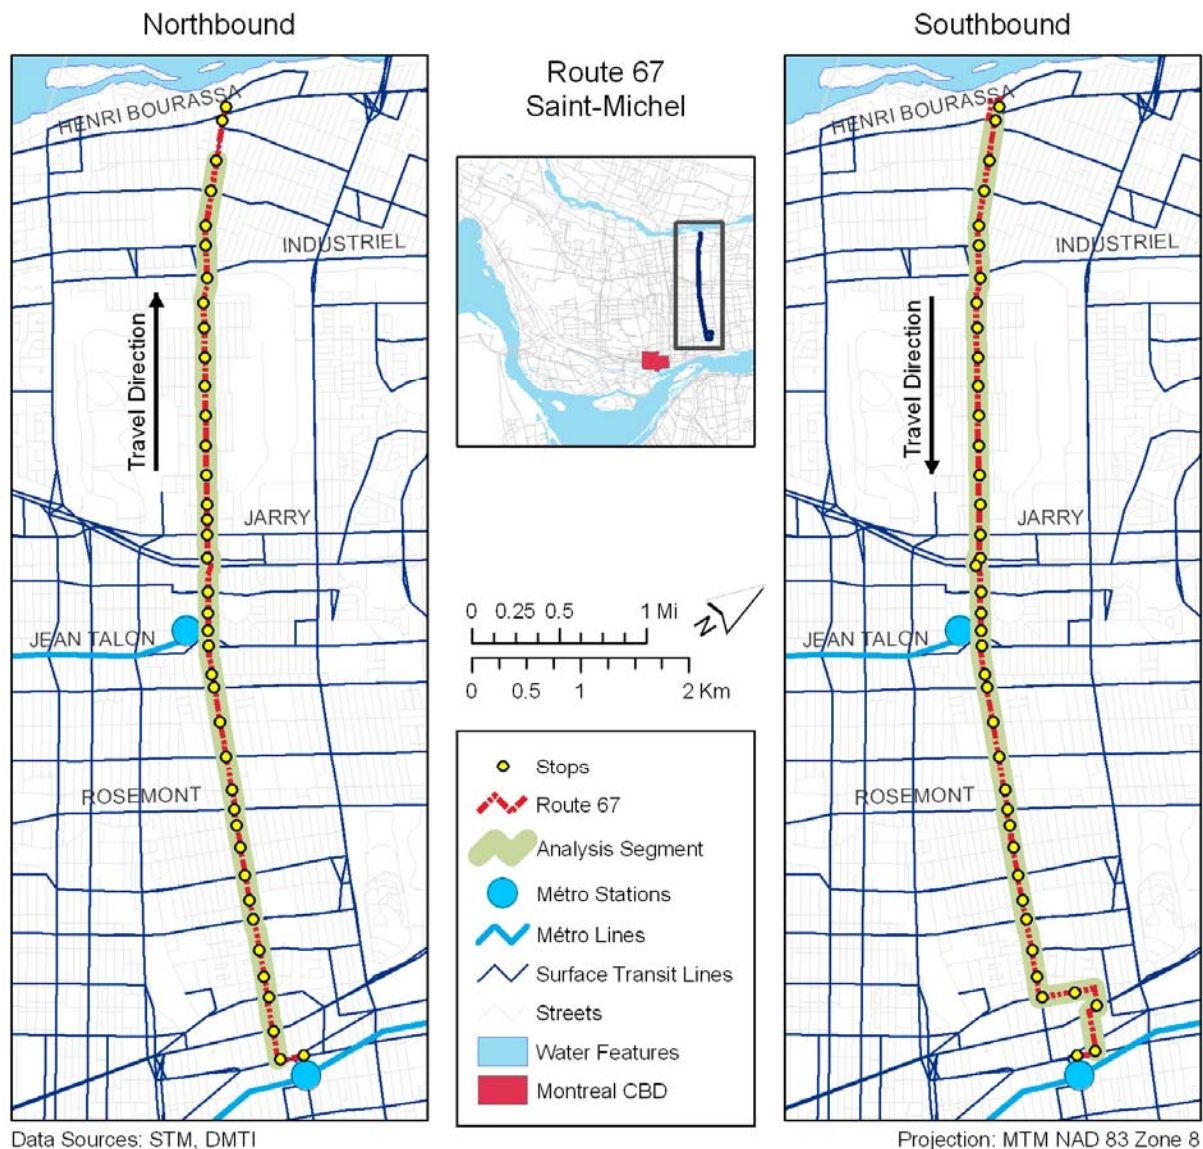 Northbound
Southbound
Route 67
Saint-Michel
HENRI BOURASSA
INDUSTRIEL
Travel Direction
JARRY
JEAN TALON
ROSEMONT
HENRI BOURASSA
INDUSTRIEL
Travel Direction
JARRY
JEAN TALON
ROSEMONT
0 0.25 0.5 1 Mi
0 0.5 1 2 Km
N
Stops
Route 67
Analysis Segment
Métro Stations
Métro Lines
Surface Transit Lines
Streets
Water Features
Montreal CBD
Data Sources: STM, DMTI
Projection: MTM NAD 83 Zone 8